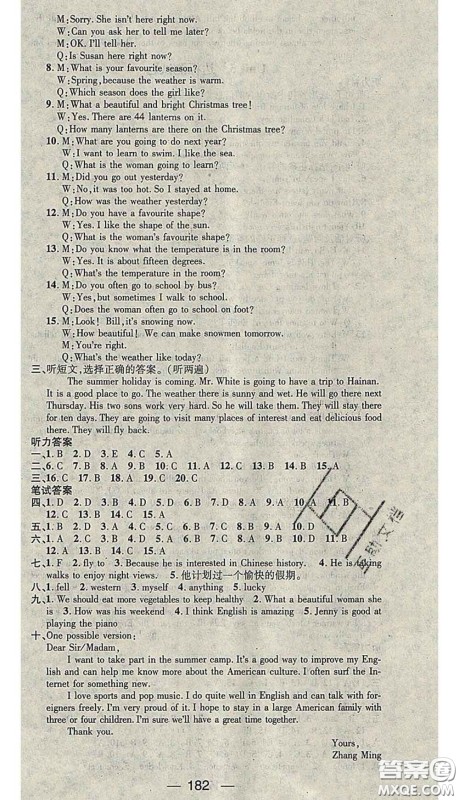 M:Sorry. She isn't here right now.
W:Can you ask her to tell me later?
M:OK. I'll tell her.
Q:Is Susan here right now?
8. M:What is your favourite season?
W:Spring, because the weather is warm.
Q:Which season does the girl like?
9. M:What a beautiful and bright Christmas tree!
W:Yes. There are 44 lanterns on it.
Q:How many lanterns are there on the Christmas tree?
10. M:What are you going to do next year?
W:I want to learn to swim. I like the sea.
Q:What is the woman going to learn?
11. M:Did you go out yesterday?
W:No, it was too hot. So I stayed at home.
Q:How was the weather yesterday?
12. M:Do you have a favourite shape?
W:Yes. I like the shape of the sun.
Q:What is the woman's favourite shape?
13. M:Do you know what the temperature is in the room?
W:Yes. It is about fifteen degrees.
Q:What's the temperature in the room?
14. M:Do you often go to school by bus?
W:Yes, but sometimes I walk to school.
Q:Does the woman often go to school on foot?
15. M:Look! Bill, it's snowing now.
W:How beautiful! We can make snowmen tomorrow.
M:You're right.
Q:What's the weather like today?
三、听短文,选择正确的答案。(听两遍)
The summer holiday is coming. Mr. White is going to have a trip to Hainan.
It is a good place to go. The weather there is sunny and wet. He will go there next
Thursday. His two sons work very hard. So he will take them. They will stay there
for ten days. They are going to visit many places of interest and eat delicious food
there. They will fly back.
听力答案
一、1. B 2. D 3. E 4. C 5. A
二、6. C 7. B 8. A 9. B 10. B 11. A 12. B 13. C 14. B 15. A
三、16. C 17. B 18. A 19. C 20. C
笔试答案
四、1. D 2. D 3. A 4. C 5. B 6. B 7. D 8. B 9. A 10. A 11. B
12. C 13. B 14. C 15. A
五、1. B 2. C 3. B 4. D 5. B 6. A 7. C 8. A 9. A 10. D
六、1. A 2. C 3. A 4. B 5. C 6. A 7. B 8. B 9. B 10. D 11. B
12. A 13. B 14. C 15. A
七、1. F 2. to find 3. Because he is interested in Chinese history. 4. He is taking
walks to enjoy night views. 5. 他计划过一个愉快的假期。
八、1. fell 2. western 3. myself 4. anything 5. lucky
九、1. We should eat more vegetables to keep healthy 2. What a beautiful woman she
is 3. How was his weekend 4. I think English is amazing 5. Jenny is good at
playing the piano
十、One possible version:
Dear Sir/Madam,
I want to take part in the summer camp. It's a good way to improve my Eng-
lish and can help me learn more about the American culture. I often surf the In-
ternet for something new.
I love sports and pop music. I do quite well in English and can talk with for-
eigners freely. I'm very proud of it. I hope to stay in a large American family with
three or four children. I'm sure we'll have a great time together.
Thank you.
Yours,
Zhang Ming
182
答案圈
MXQE.COM